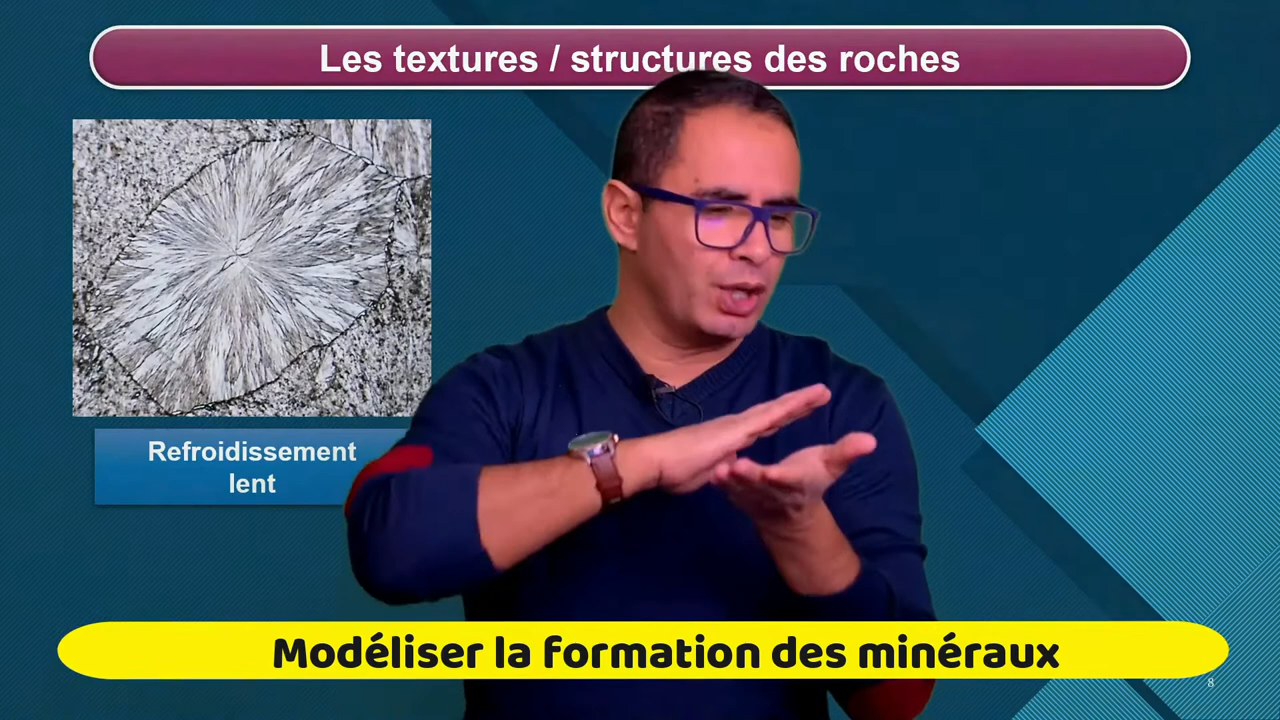 Les textures / structures des roches
Refroidissement
lent
Modéliser la formation des minéraux
8